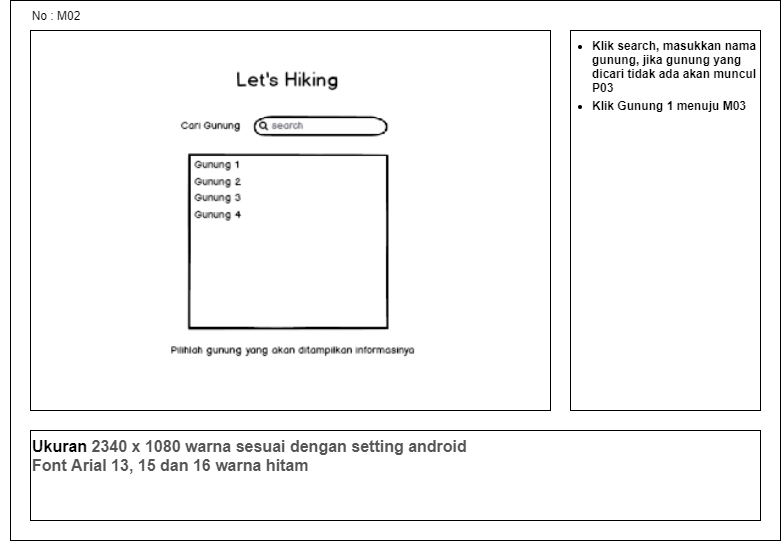 No : M02
Let's Hiking
Cari Gunung
search
Gunung 1
Gunung 2
Gunung 3
Gunung 4
Pilihlah gunung yang akan ditampilkan informasinya
Klik search, masukkan nama
gunung, jika gunung yang
dicari tidak ada akan muncul
P03
Klik Gunung 1 menuju M03
Ukuran 2340 x 1080 warna sesuai dengan setting android
Font Arial 13, 15 dan 16 warna hitam